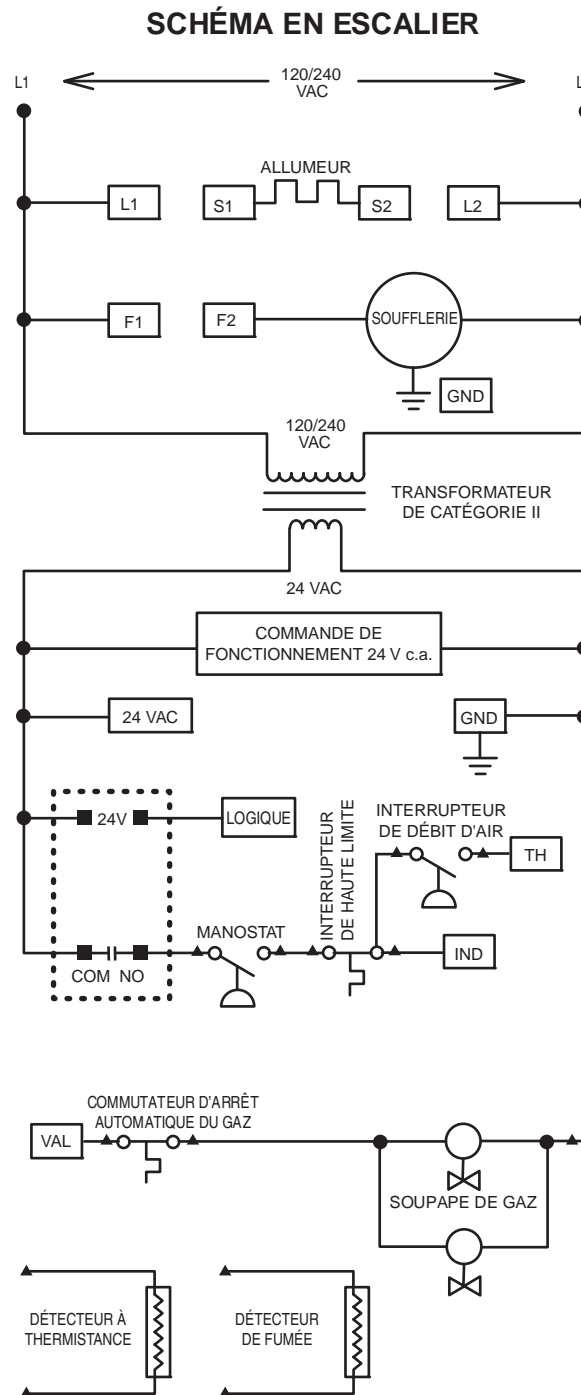 SCHÉMA EN ESCALIER
L1
120/240
VAC
L
ALLUMEUR
L1
S1
S2
L2
F1
F2
SOUFFLERIE
GND
120/240
VAC
TRANSFORMATEUR
DE CATÉGORIE II
24 VAC
COMMANDE DE
FONCTIONNEMENT 24 V c.a.
24 VAC
GND
24V
LOGIQUE
INTERRUPTEUR
DE HAUTE LIMITE
INTERRUPTEUR
DE DÉBIT D'AIR
TH
MANOSTAT
COM NO
IND
COMMUTATEUR D'ARRÊT
AUTOMATIQUE DU GAZ
VAL
SOUPAPE DE GAZ
DÉTECTEUR À
THERMISTANCE
DÉTECTEUR
DE FUMÉE